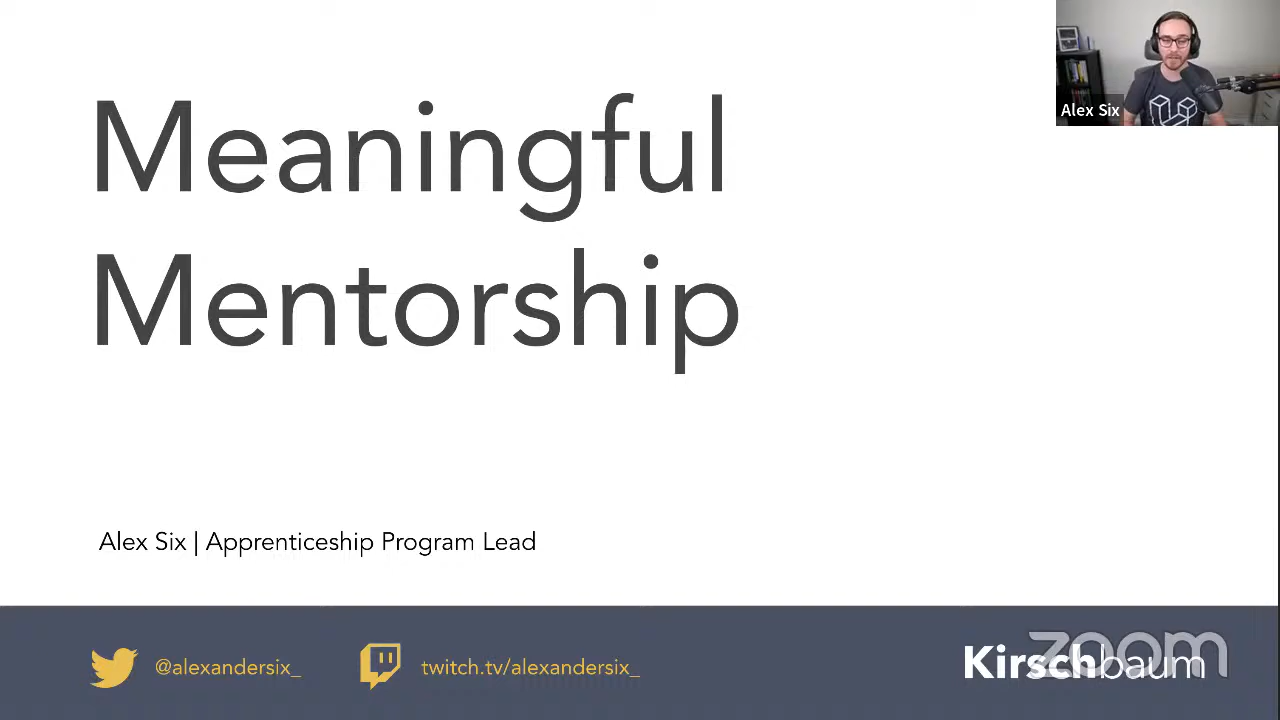 Alex Six
Meaningful
Mentorship
Alex Six | Apprenticeship Program Lead
@alexandersix_
twitch.tv/alexandersix_
Kirschbaum
zoom